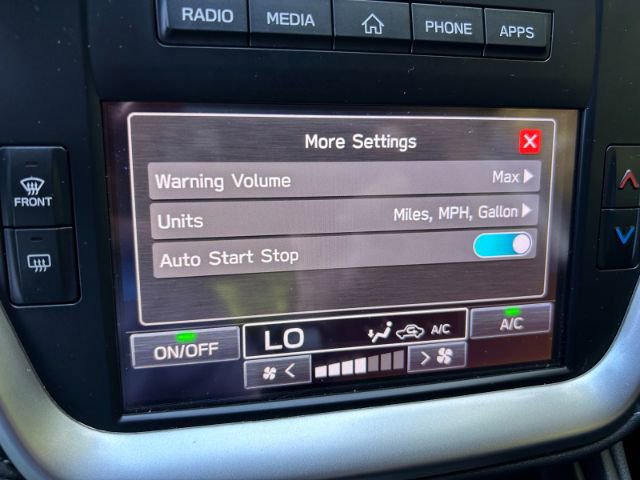 RADIO MEDIA PHONE APPS
More Settings X
FRONT
Warning Volume Max
Units Miles, MPH, Gallon
Auto Start Stop
ON/OFF LO A/C A/C
< >